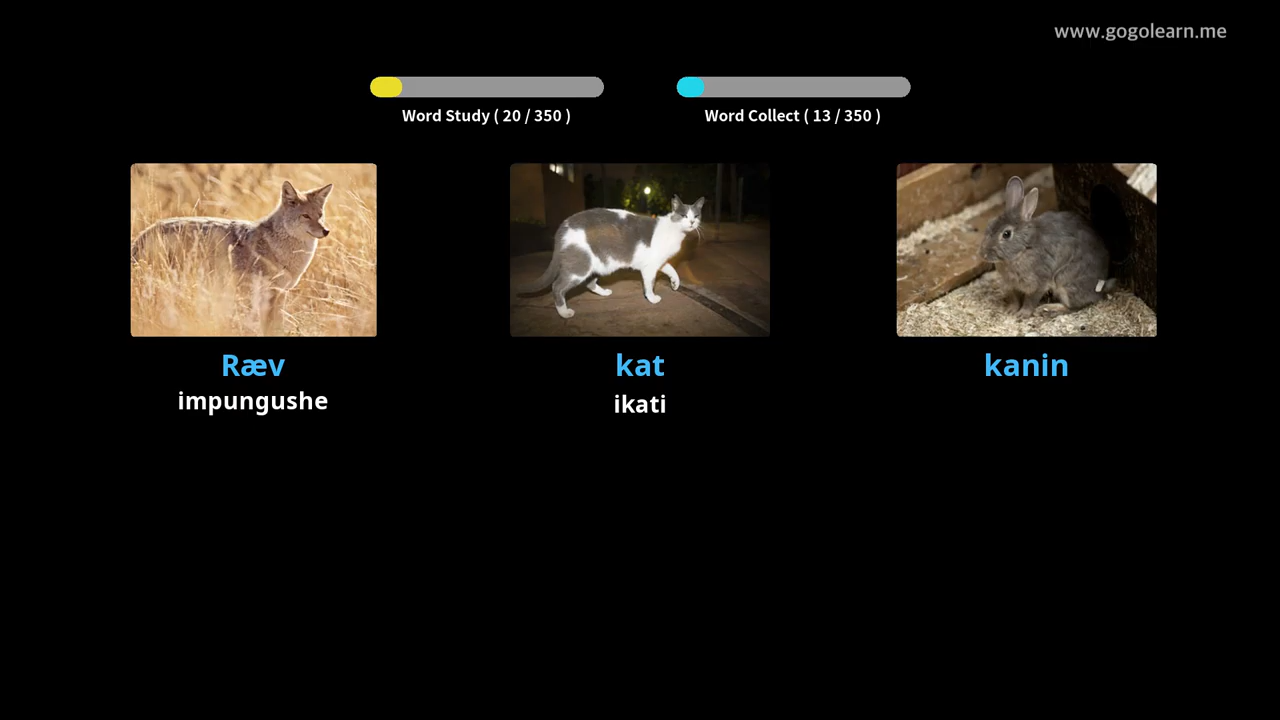 www.gogolearn.me
Word Study ( 20 / 350 )
Word Collect ( 13 / 350 )
Ræv
kat
kanin
impungushe
ikati